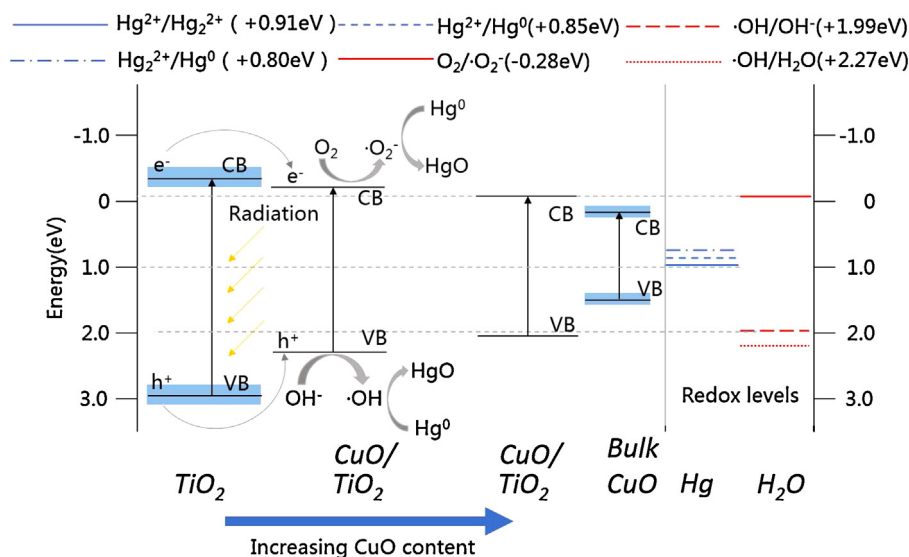 Hg²⁺/Hg₂²⁺ (+0.91eV) Hg²⁺/Hg⁰(+0.85eV) ·OH/OH⁻(+1.99eV)
Hg₂²⁺/Hg⁰ (+0.80eV) O₂/·O₂⁻(-0.28eV) ·OH/H₂O(+2.27eV)
Energy(eV)
-1.0
0
1.0
2.0
3.0
e⁻ CB
Radiation
h⁺ VB
e⁻
CB
O₂ ·O₂⁻
Hg⁰
HgO
h⁺ VB
OH⁻ ·OH
HgO
Hg⁰
CB
VB
CB
VB
Redox levels
-1.0
0
1.0
2.0
3.0
TiO₂
CuO/
TiO₂
CuO/
TiO₂
Bulk
CuO
Hg
H₂O
Increasing CuO content